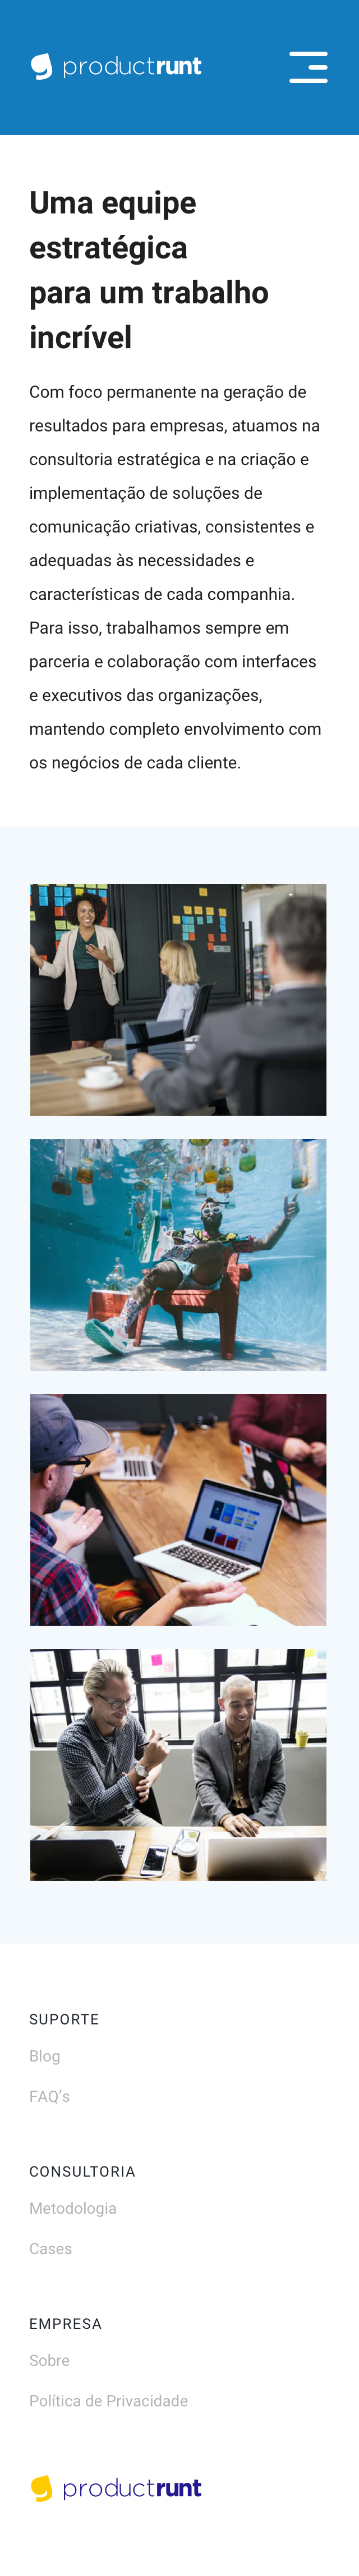 productrunt
Uma equipe
estratégica
para um trabalho
incrível
Com foco permanente na geração de
resultados para empresas, atuamos na
consultoria estratégica e na criação e
implementação de soluções de
comunicação criativas, consistentes e
adequadas às necessidades e
características de cada companhia.
Para isso, trabalhamos sempre em
parceria e colaboração com interfaces
e executivos das organizações,
mantendo completo envolvimento com
os negócios de cada cliente.
SUPORTE
Blog
FAQ's
CONSULTORIA
Metodologia
Cases
EMPRESA
Sobre
Política de Privacidade
productrunt